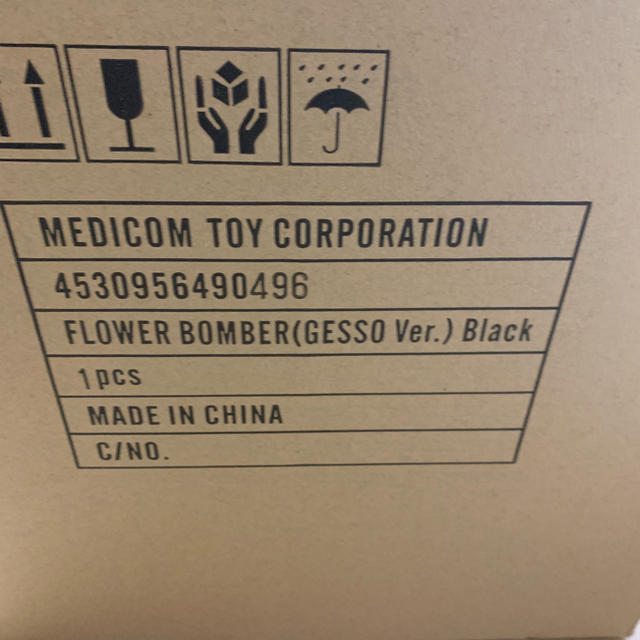 MEDICOM TOY CORPORATION
4530956490496
FLOWER BOMBER(GESSO Ver.) Black
1pcs
MADE IN CHINA
C/NO.